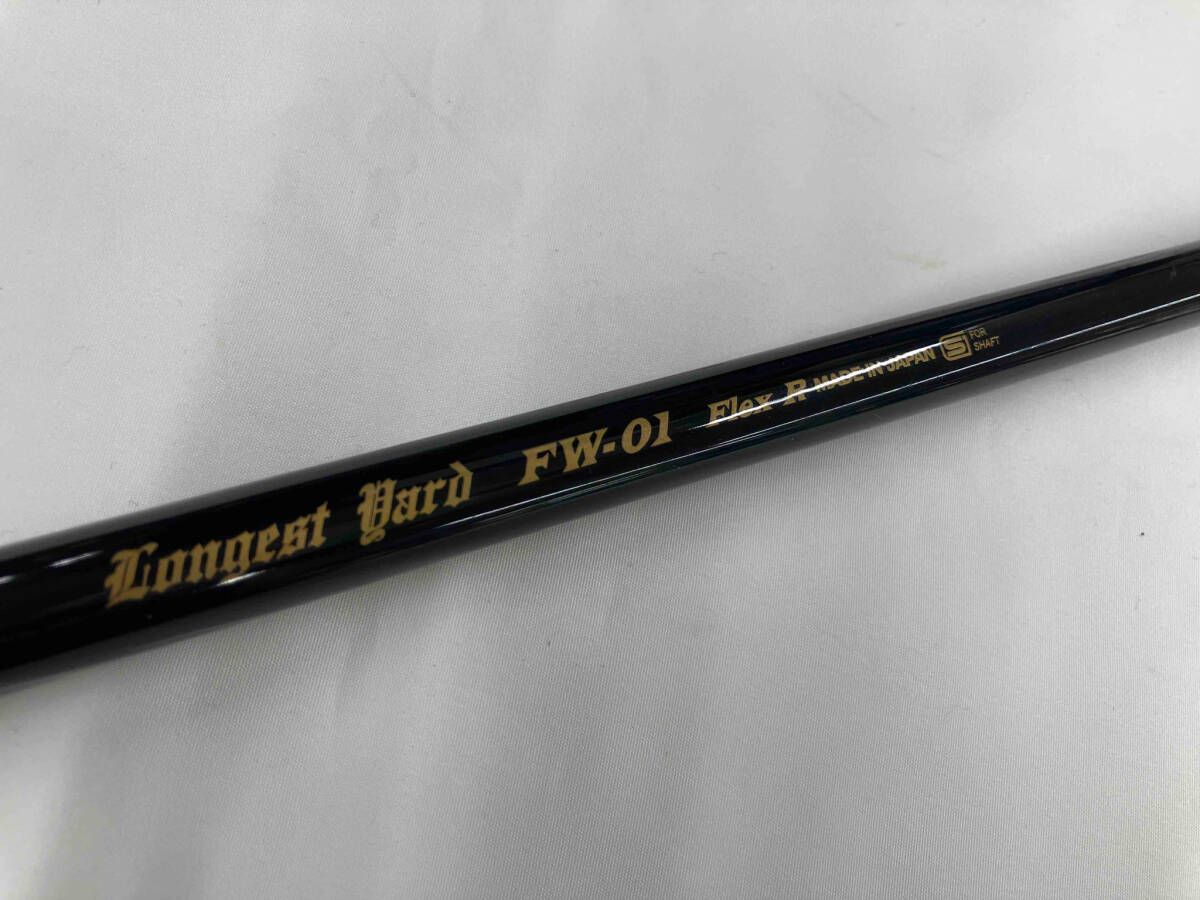 Longest Yard FW-01 Flex R MADE IN JAPAN S FOR
SHAFT